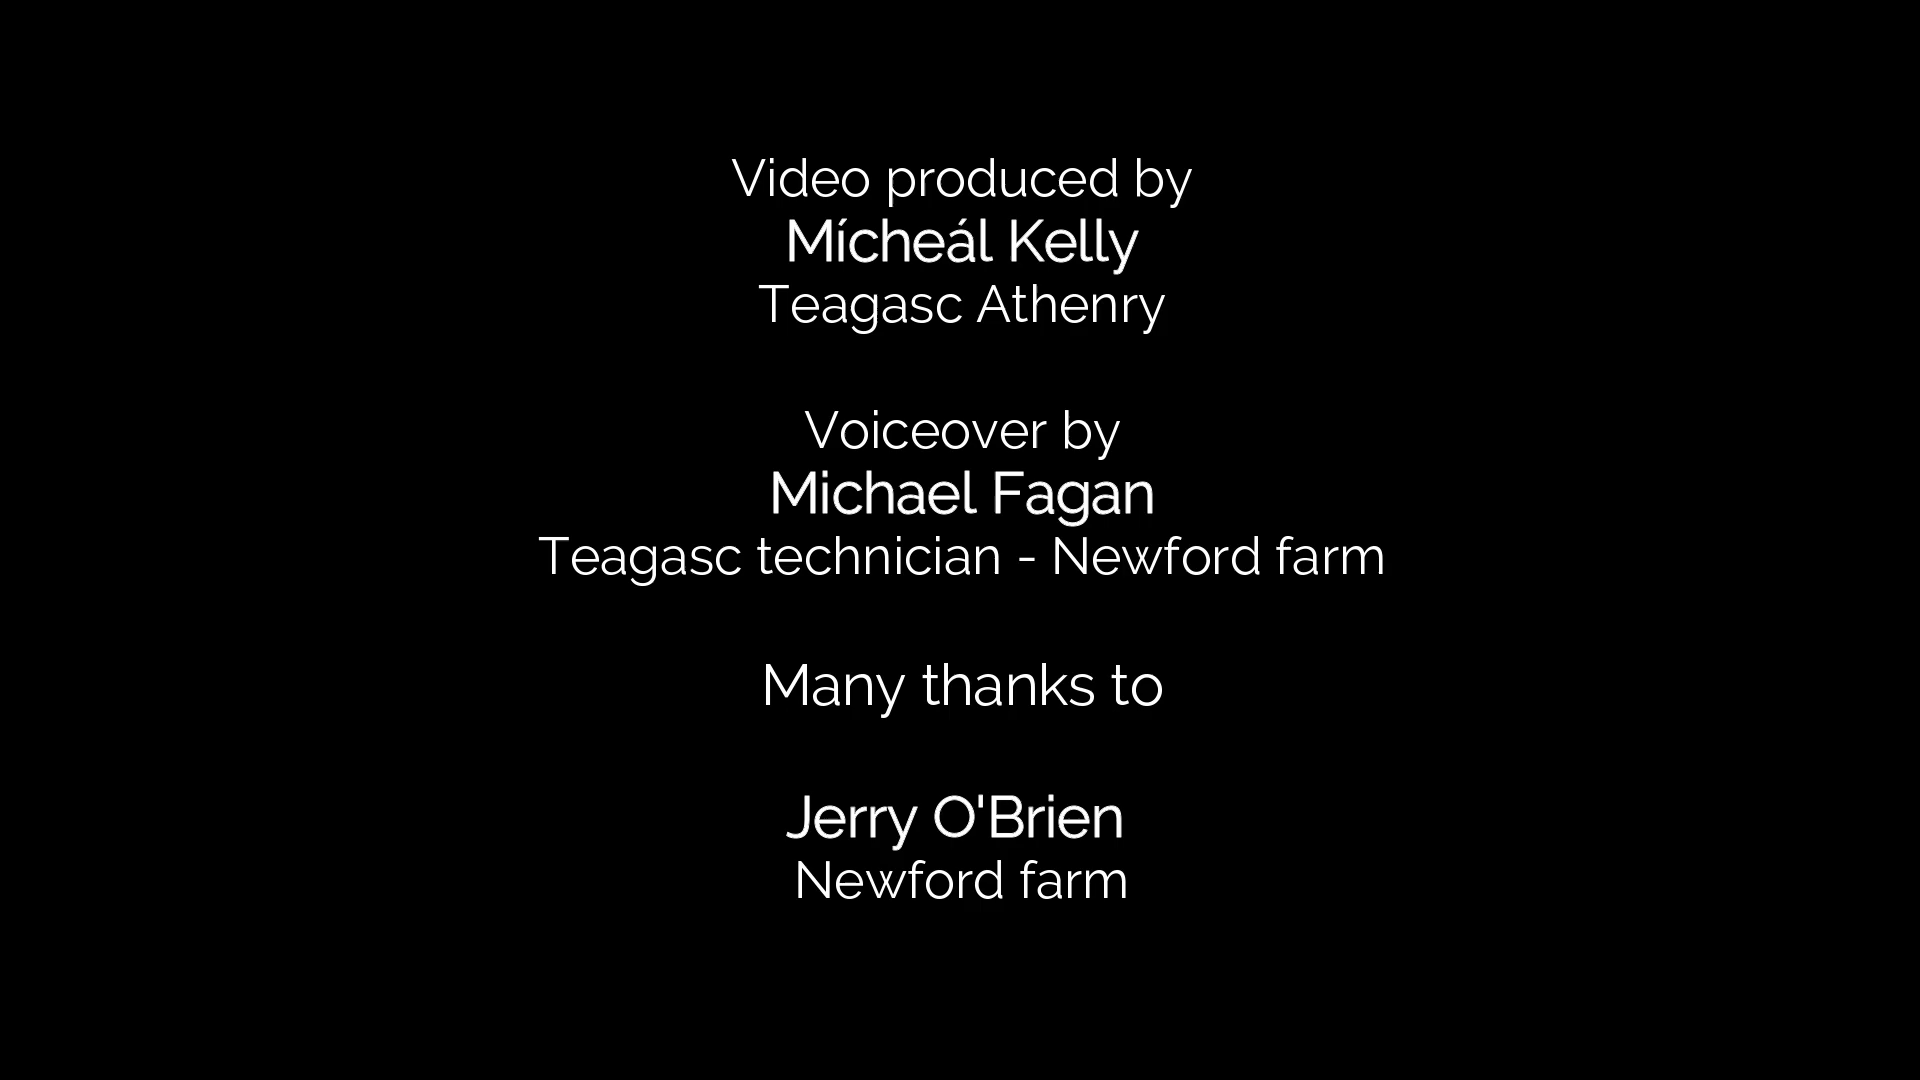 Video produced by
Mícheál Kelly
Teagasc Athenry
Voiceover by
Michael Fagan
Teagasc technician - Newford farm
Many thanks to
Jerry O'Brien
Newford farm